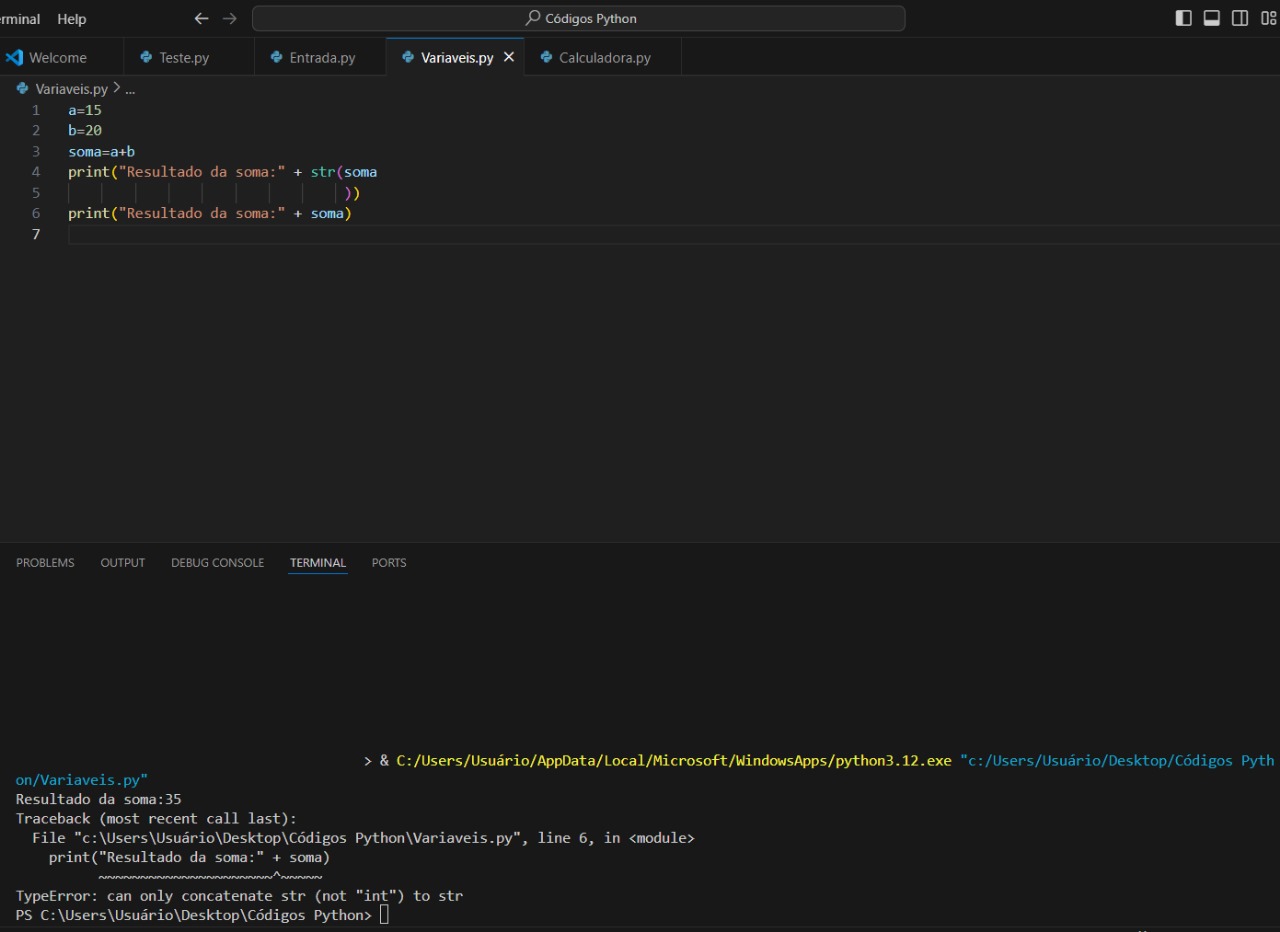 erminal Help
Códigos Python
Welcome Teste.py Entrada.py Variaveis.py Calculadora.py
Variaveis.py > ...
1 a=15
2 b=20
3 soma=a+b
4 print("Resultado da soma:" + str(soma
5 ))
6 print("Resultado da soma:" + soma)
7
PROBLEMS OUTPUT DEBUG CONSOLE TERMINAL PORTS
> & C:/Users/Usuário/AppData/Local/Microsoft/WindowsApps/python3.12.exe "c:/Users/Usuário/Desktop/Códigos Pyth
on/Variaveis.py"
Resultado da soma:35
Traceback (most recent call last):
File "c:\Users\Usuário\Desktop\Códigos Python\Variaveis.py", line 6, in <module>
print("Resultado da soma:" + soma)
~~~~~~~~~~~~~~~~~~~~~^~~~~~
TypeError: can only concatenate str (not "int") to str
PS C:\Users\Usuário\Desktop\Códigos Python>